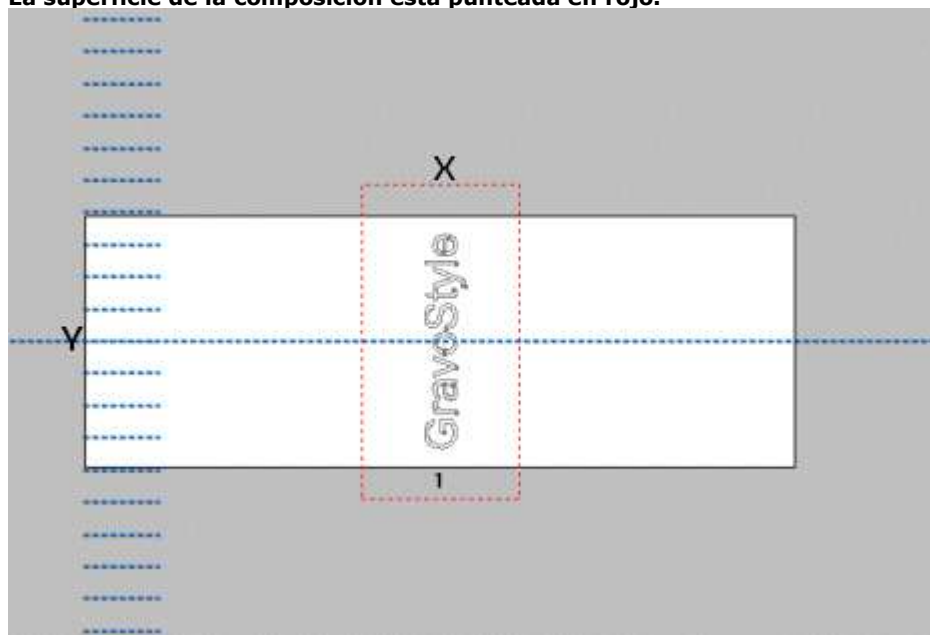 La superficie de la composición está punteada en rojo.
X
Y
GravoStyle
1